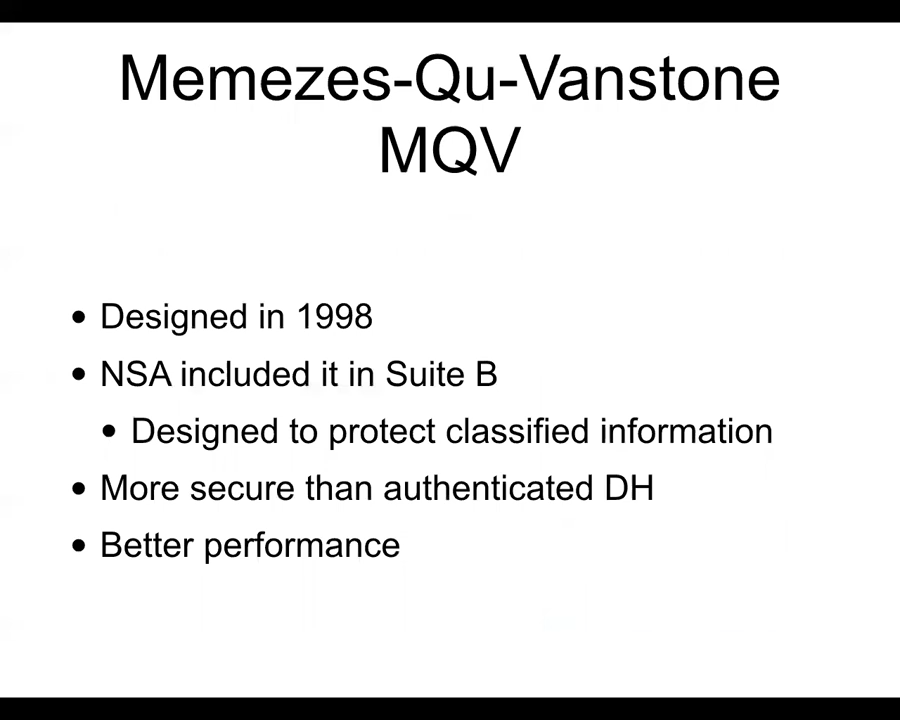 Memezes-Qu-Vanstone
MQV
• Designed in 1998
• NSA included it in Suite B
• Designed to protect classified information
• More secure than authenticated DH
• Better performance